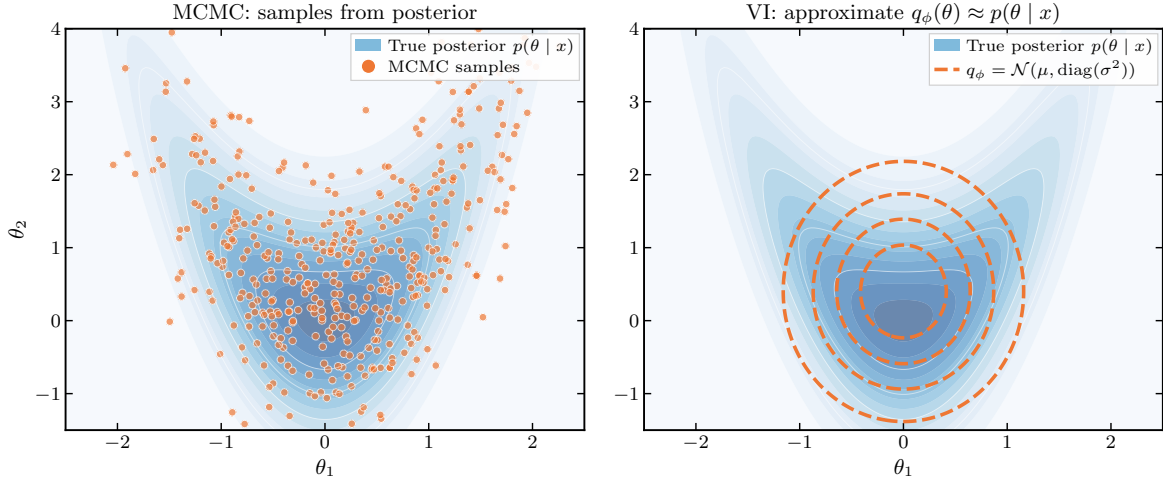 MCMC: samples from posterior
True posterior p(θ | x)
MCMC samples
4
3
2
1
0
−1
θ₂
−2
−1
0
1
2
θ₁
VI: approximate q_ϕ(θ) ≈ p(θ | x)
True posterior p(θ | x)
q_ϕ = 𝒩(μ, diag(σ²))
4
3
2
1
0
−1
−2
−1
0
1
2
θ₁